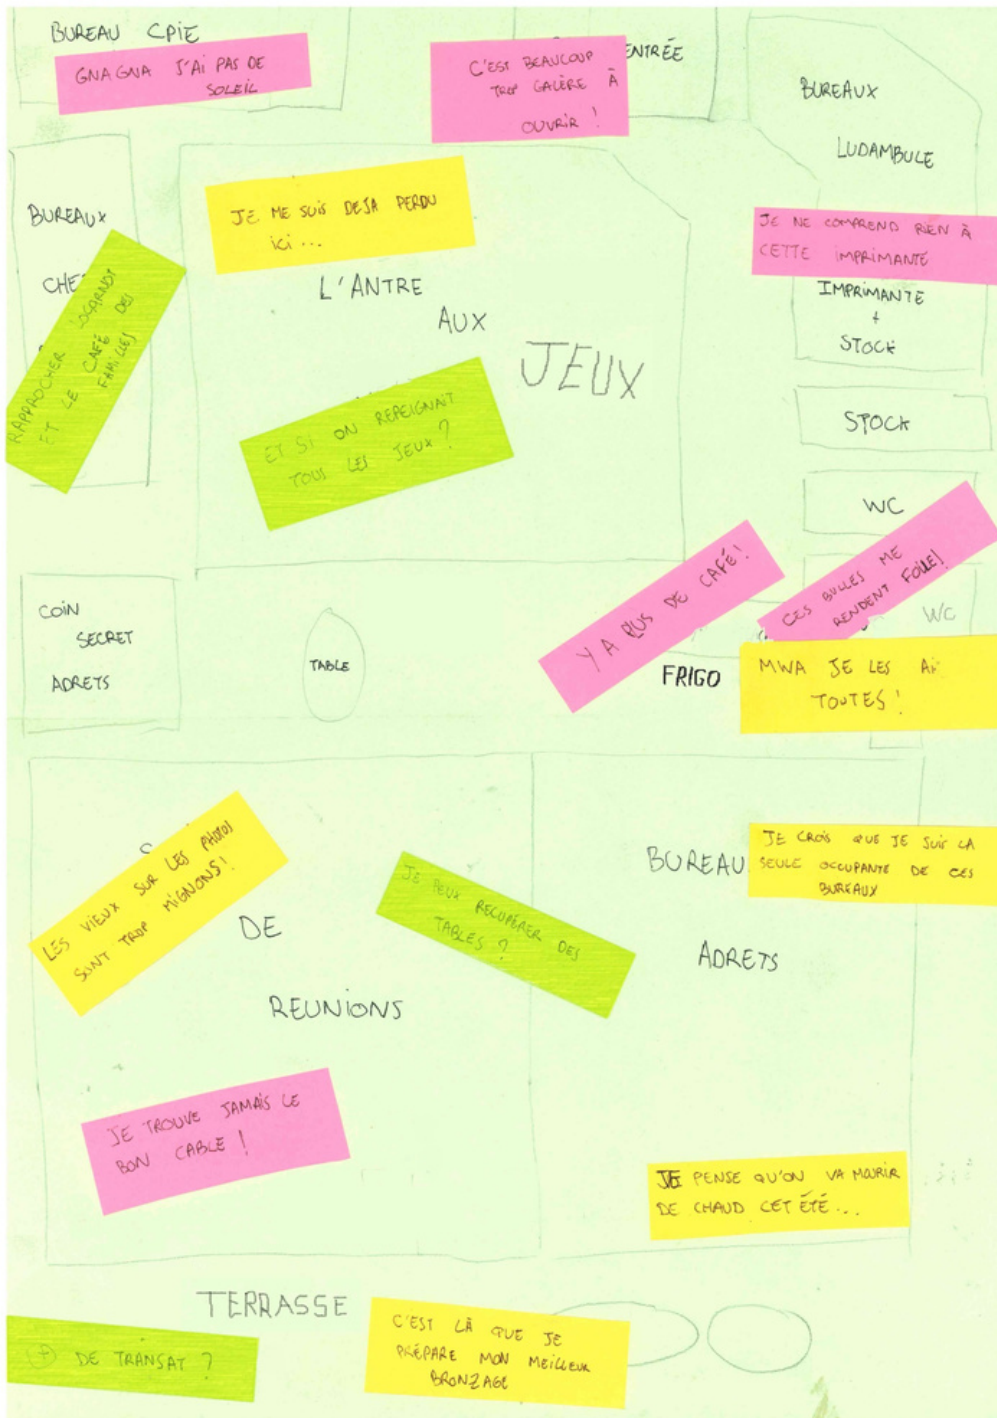 BUREAU CPIE
GNAGNA J'AI PAS DE
SOLEIL
ENTRÉE
C'EST BEAUCOUP
TROP GALÈRE À
OUVRIR !
BUREAUX
LUDAMBULE
JE NE COMPREND RIEN À
CETTE IMPRIMANTE
IMPRIMANTE
+
STOCK
STOCK
WC
BUREAUX
RAPPROCHER
ET LE CAFÉ DES
FAMILLES
JE ME SUIS DEJA PERDU
ICI...
L'ANTRE
AUX
JEUX
ET SI ON REPEIGNAIT
TOUS LES JEUX ?
Y A PLUS DE CAFÉ !
CES BULLES ME
RENDENT FOLLE !
WC
COIN
SECRET
ADRETS
TABLE
FRIGO
MWA JE LES AI
TOUTES !
LES VIEUX SUR LES PHOTOS
SONT TROP MIGNONS !
DE
REUNIONS
JE PEUX RECUPÉRER DES
TABLES ?
BUREAU
ADRETS
JE CROIS QUE JE SUIS LA
SEULE OCCUPANTE DE CES
BUREAUX
JE TROUVE JAMAIS LE
BON CABLE !
JE PENSE QU'ON VA MOURIR
DE CHAUD CET ÉTÉ...
TERRASSE
+ DE TRANSAT ?
C'EST LÀ QUE JE
PRÉPARE MON MEILLEUR
BRONZAGE